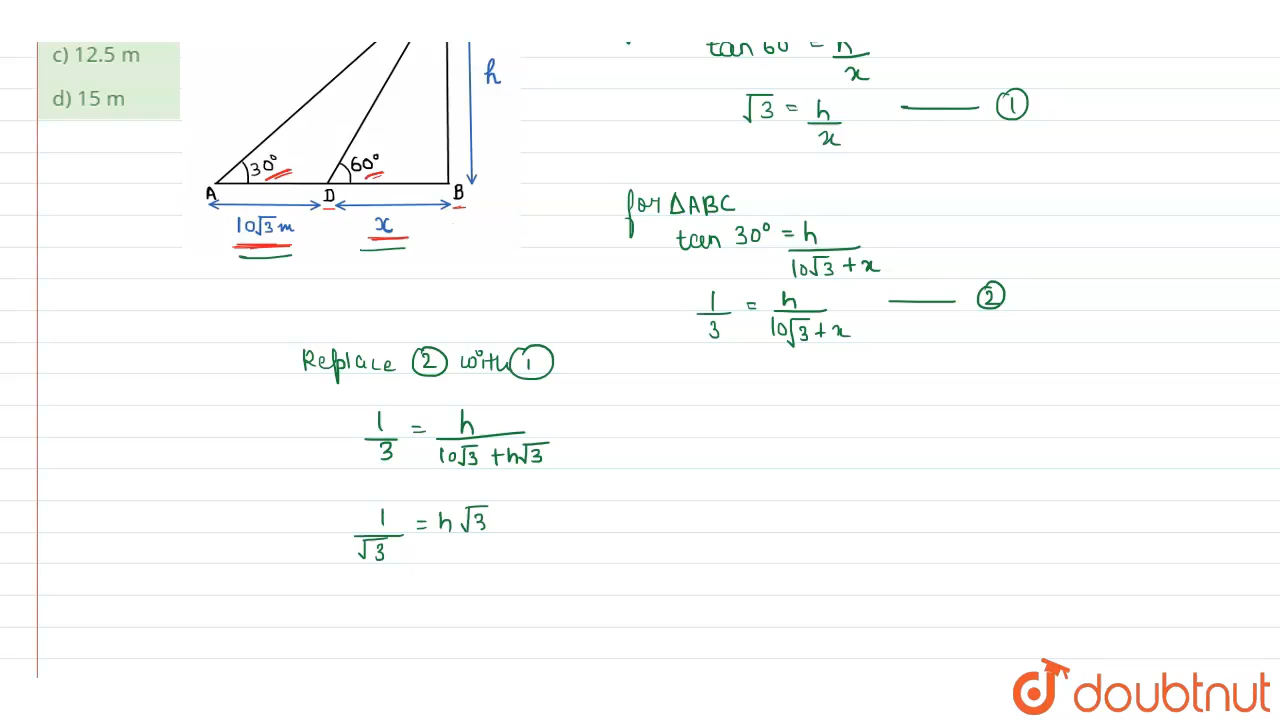 c) 12.5 m
d) 15 m
h
30°
60°
A
D
B
10√3 m
x
tan 60 = h/x
√3 = h/x ——— ①
for ΔABC
tan 30° = h/10√3 + x
1/3 = h/10√3 + x ——— ②
Replace ② with ①
1/3 = h/10√3 + h√3
1/√3 = h√3
doubtnut